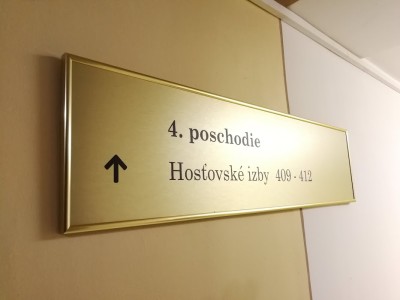 4. poschodie
Hosťovské izby 409 - 412